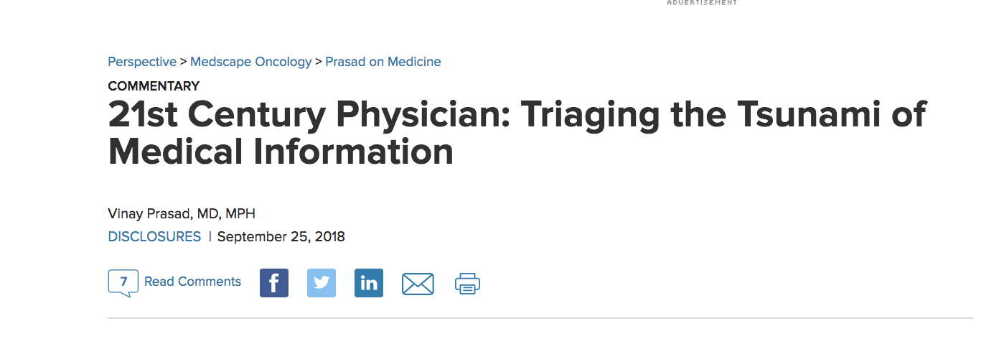 ADVERTISEMENT
Perspective > Medscape Oncology > Prasad on Medicine
COMMENTARY
21st Century Physician: Triaging the Tsunami of
Medical Information
Vinay Prasad, MD, MPH
DISCLOSURES | September 25, 2018
7 Read Comments f in